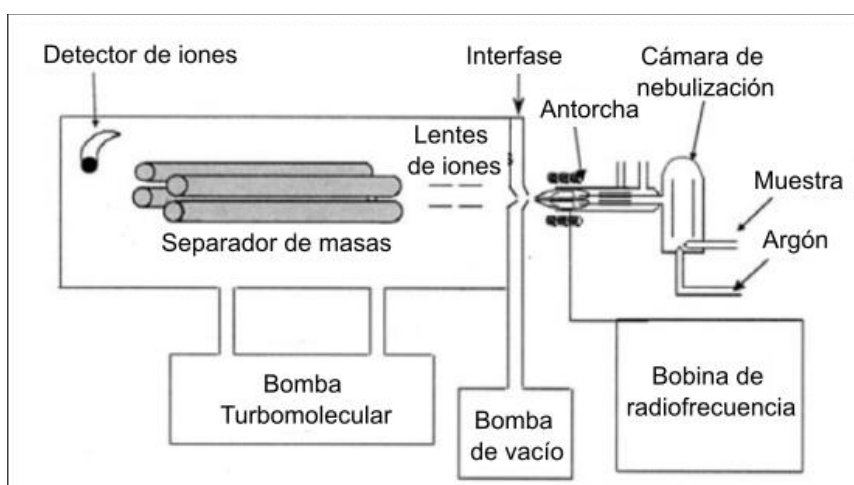 Detector de iones
Interfase
Cámara de
nebulización
Antorcha
Lentes
de iones
Muestra
Argón
Separador de masas
Bomba
Turbomolecular
Bomba
de vacío
Bobina de
radiofrecuencia